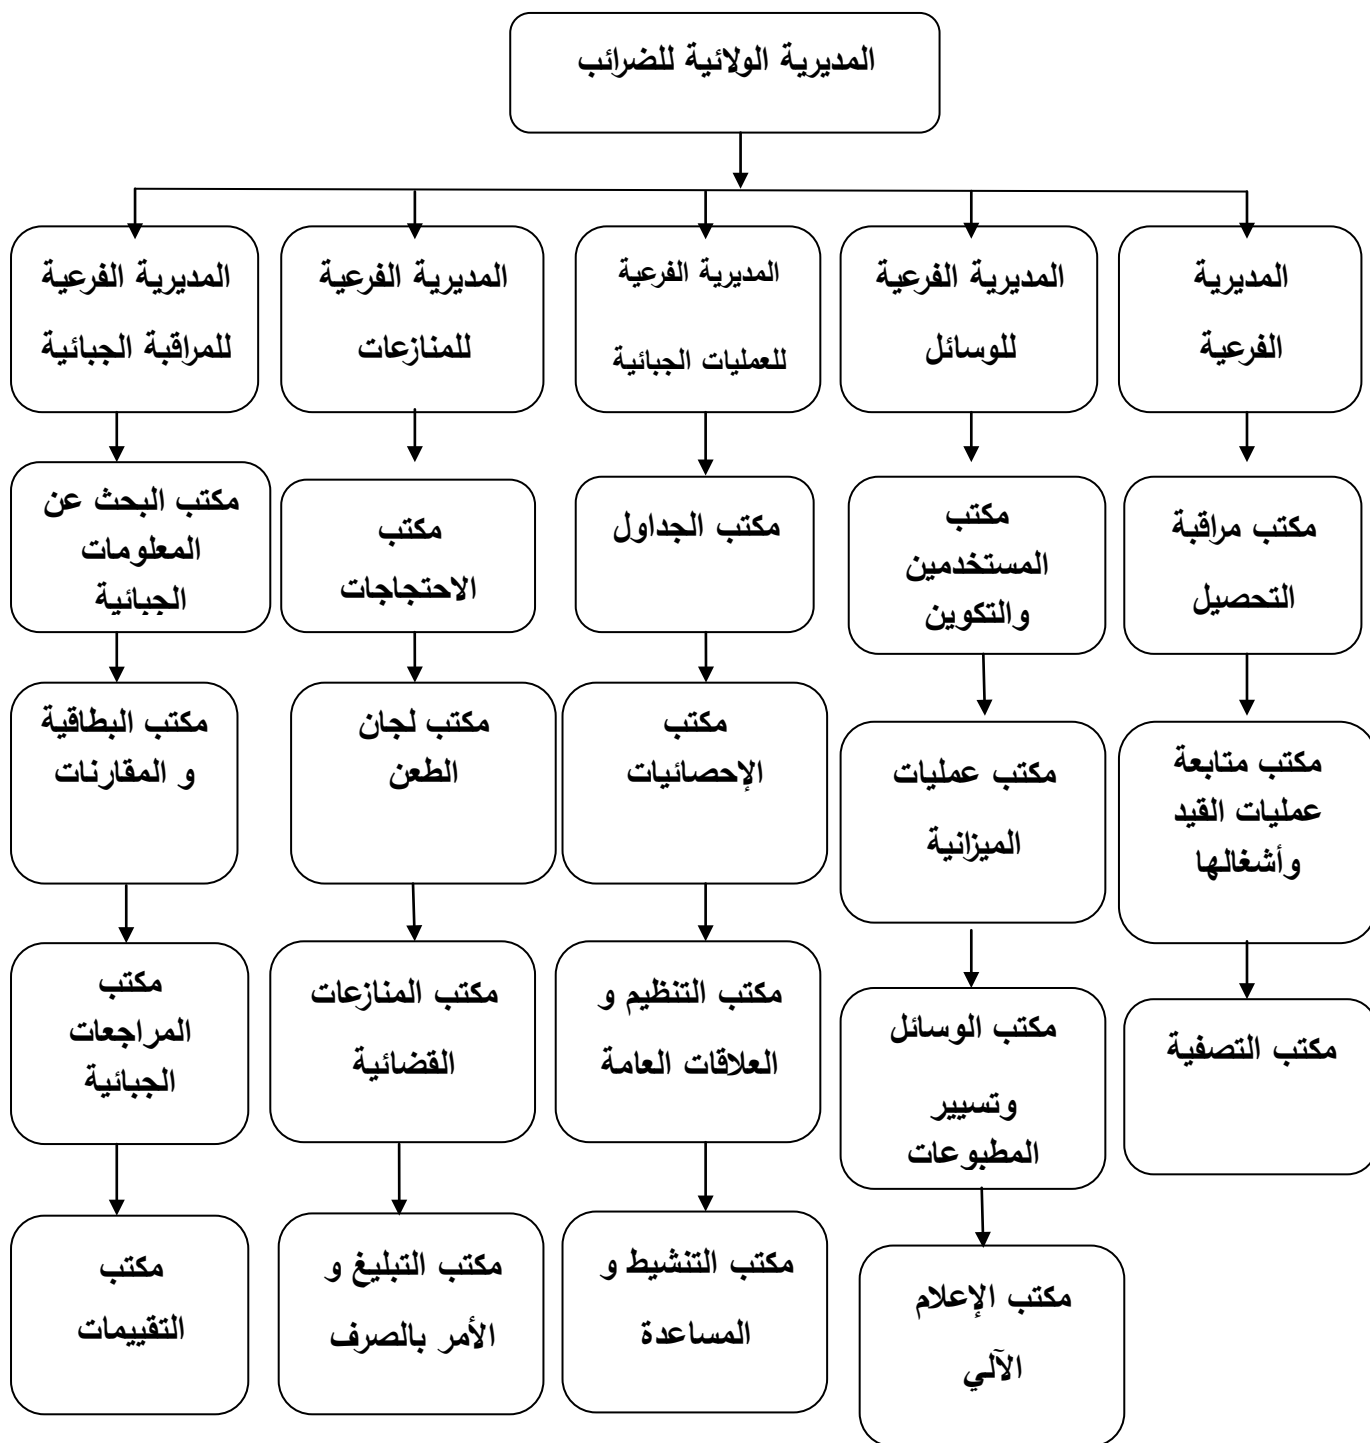 المديرية الولائية للضرائب
المديرية
الفرعية
المديرية الفرعية
للوسائل
المديرية الفرعية
للعمليات الجبائية
المديرية الفرعية
للمنازعات
المديرية الفرعية
للمراقبة الجبائية
مكتب مراقبة
التحصيل
مكتب
المستخدمين
والتكوين
مكتب الجداول
مكتب
الاحتجاجات
مكتب البحث عن
المعلومات
الجبائية
مكتب متابعة
عمليات القيد
وأشغالها
مكتب عمليات
الميزانية
مكتب
الإحصائيات
مكتب لجان
الطعن
مكتب البطاقية
و المقارنات
مكتب التصفية
مكتب الوسائل
وتسيير
المطبوعات
مكتب التنظيم و
العلاقات العامة
مكتب المنازعات
القضائية
مكتب
المراجعات
الجبائية
مكتب الإعلام
الآلي
مكتب التنشيط و
المساعدة
مكتب التبليغ و
الأمر بالصرف
مكتب
التقييمات